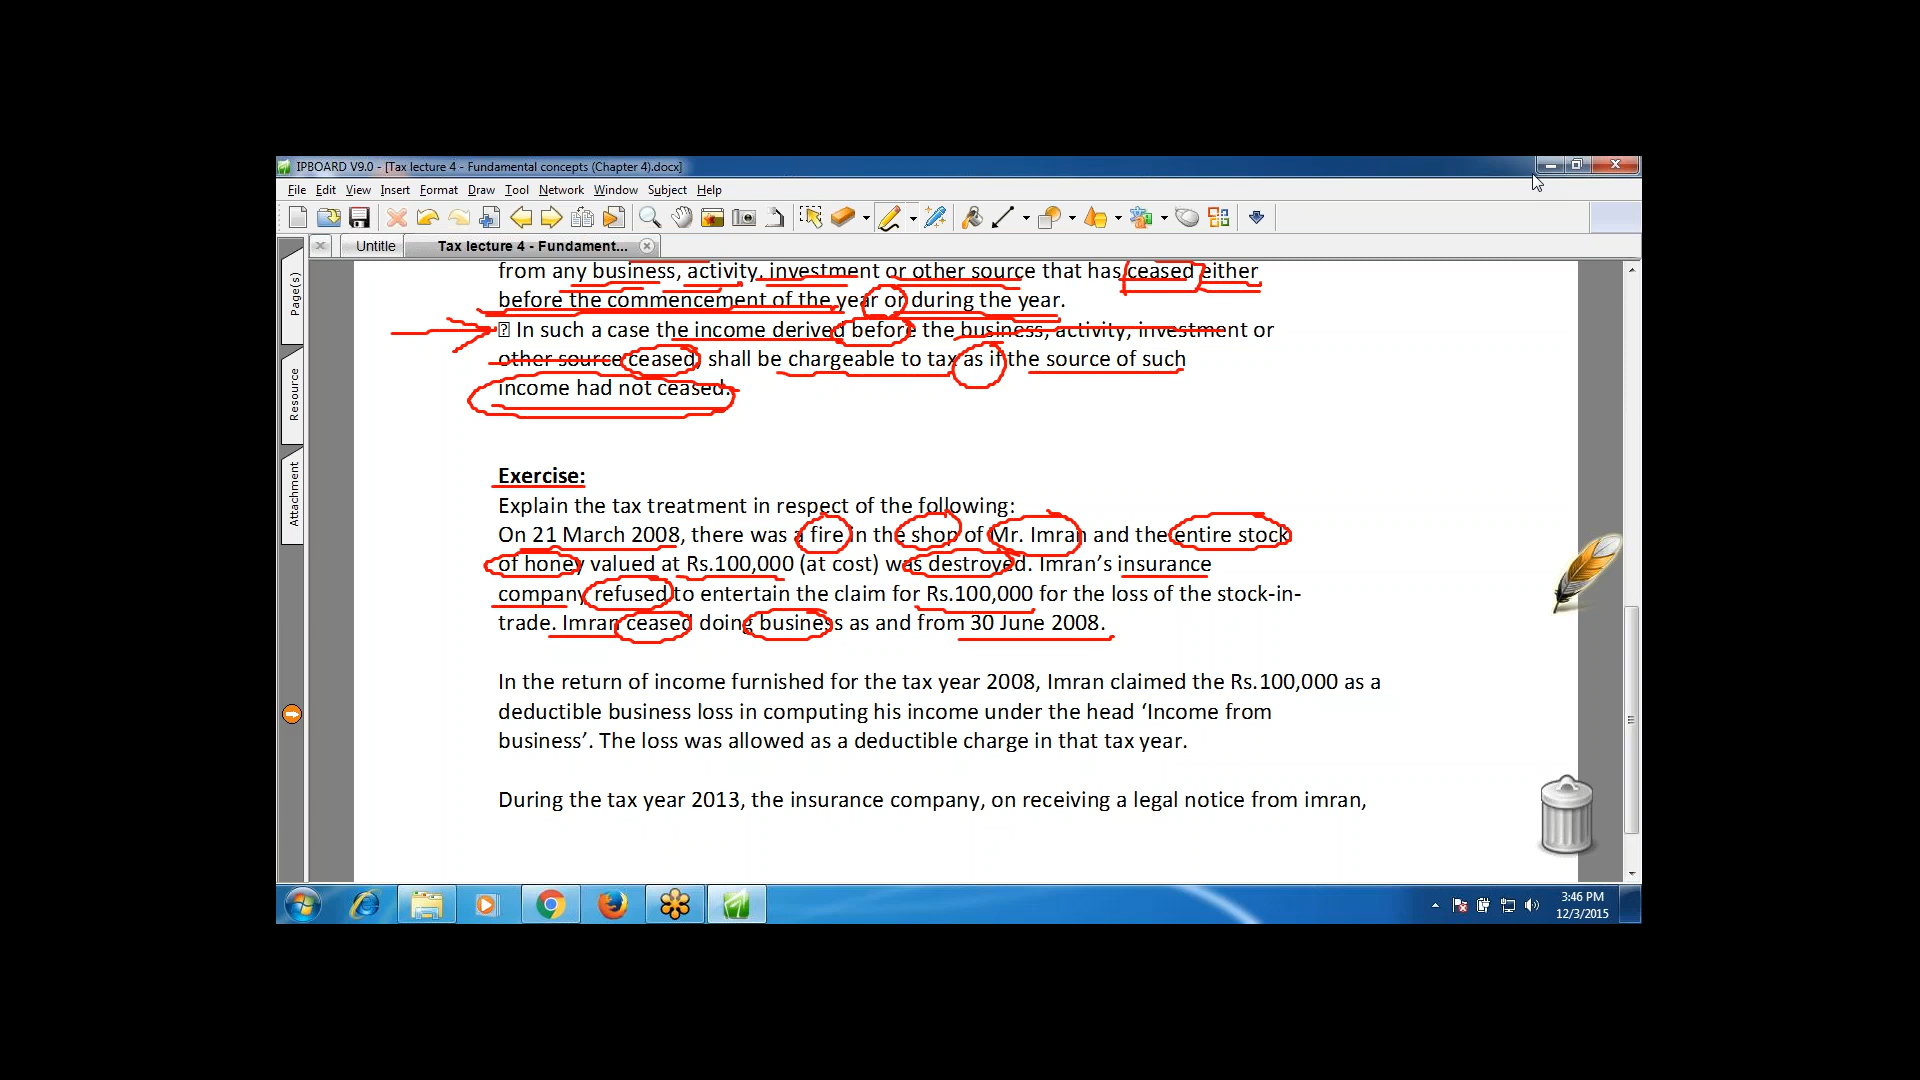 IPBOARD V9.0 - [Tax lecture 4 - Fundamental concepts (Chapter 4).docx]
File Edit View Insert Format Draw Tool Network Window Subject Help
Untitle Tax lecture 4 - Fundament...
Page(s)
Resource
Attachment
from any business, activity, investment or other source that has ceased either
before the commencement of the year or during the year.
In such a case the income derived before the business, activity, investment or
other source ceased, shall be chargeable to tax as if the source of such
income had not ceased.
Exercise:
Explain the tax treatment in respect of the following:
On 21 March 2008, there was a fire in the shop of Mr. Imran and the entire stock
of honey valued at Rs.100,000 (at cost) was destroyed. Imran’s insurance
company refused to entertain the claim for Rs.100,000 for the loss of the stock-in-
trade. Imran ceased doing business as and from 30 June 2008.
In the return of income furnished for the tax year 2008, Imran claimed the Rs.100,000 as a
deductible business loss in computing his income under the head ‘Income from
business’. The loss was allowed as a deductible charge in that tax year.
During the tax year 2013, the insurance company, on receiving a legal notice from imran,
3:46 PM
12/3/2015